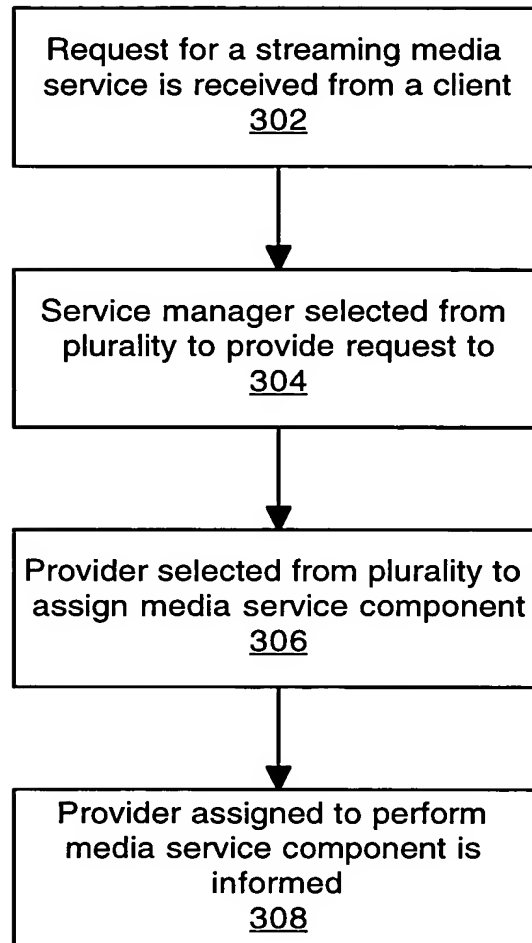 Request for a streaming media
service is received from a client
302
Service manager selected from
plurality to provide request to
304
Provider selected from plurality to
assign media service component
306
Provider assigned to perform
media service component is
informed
308